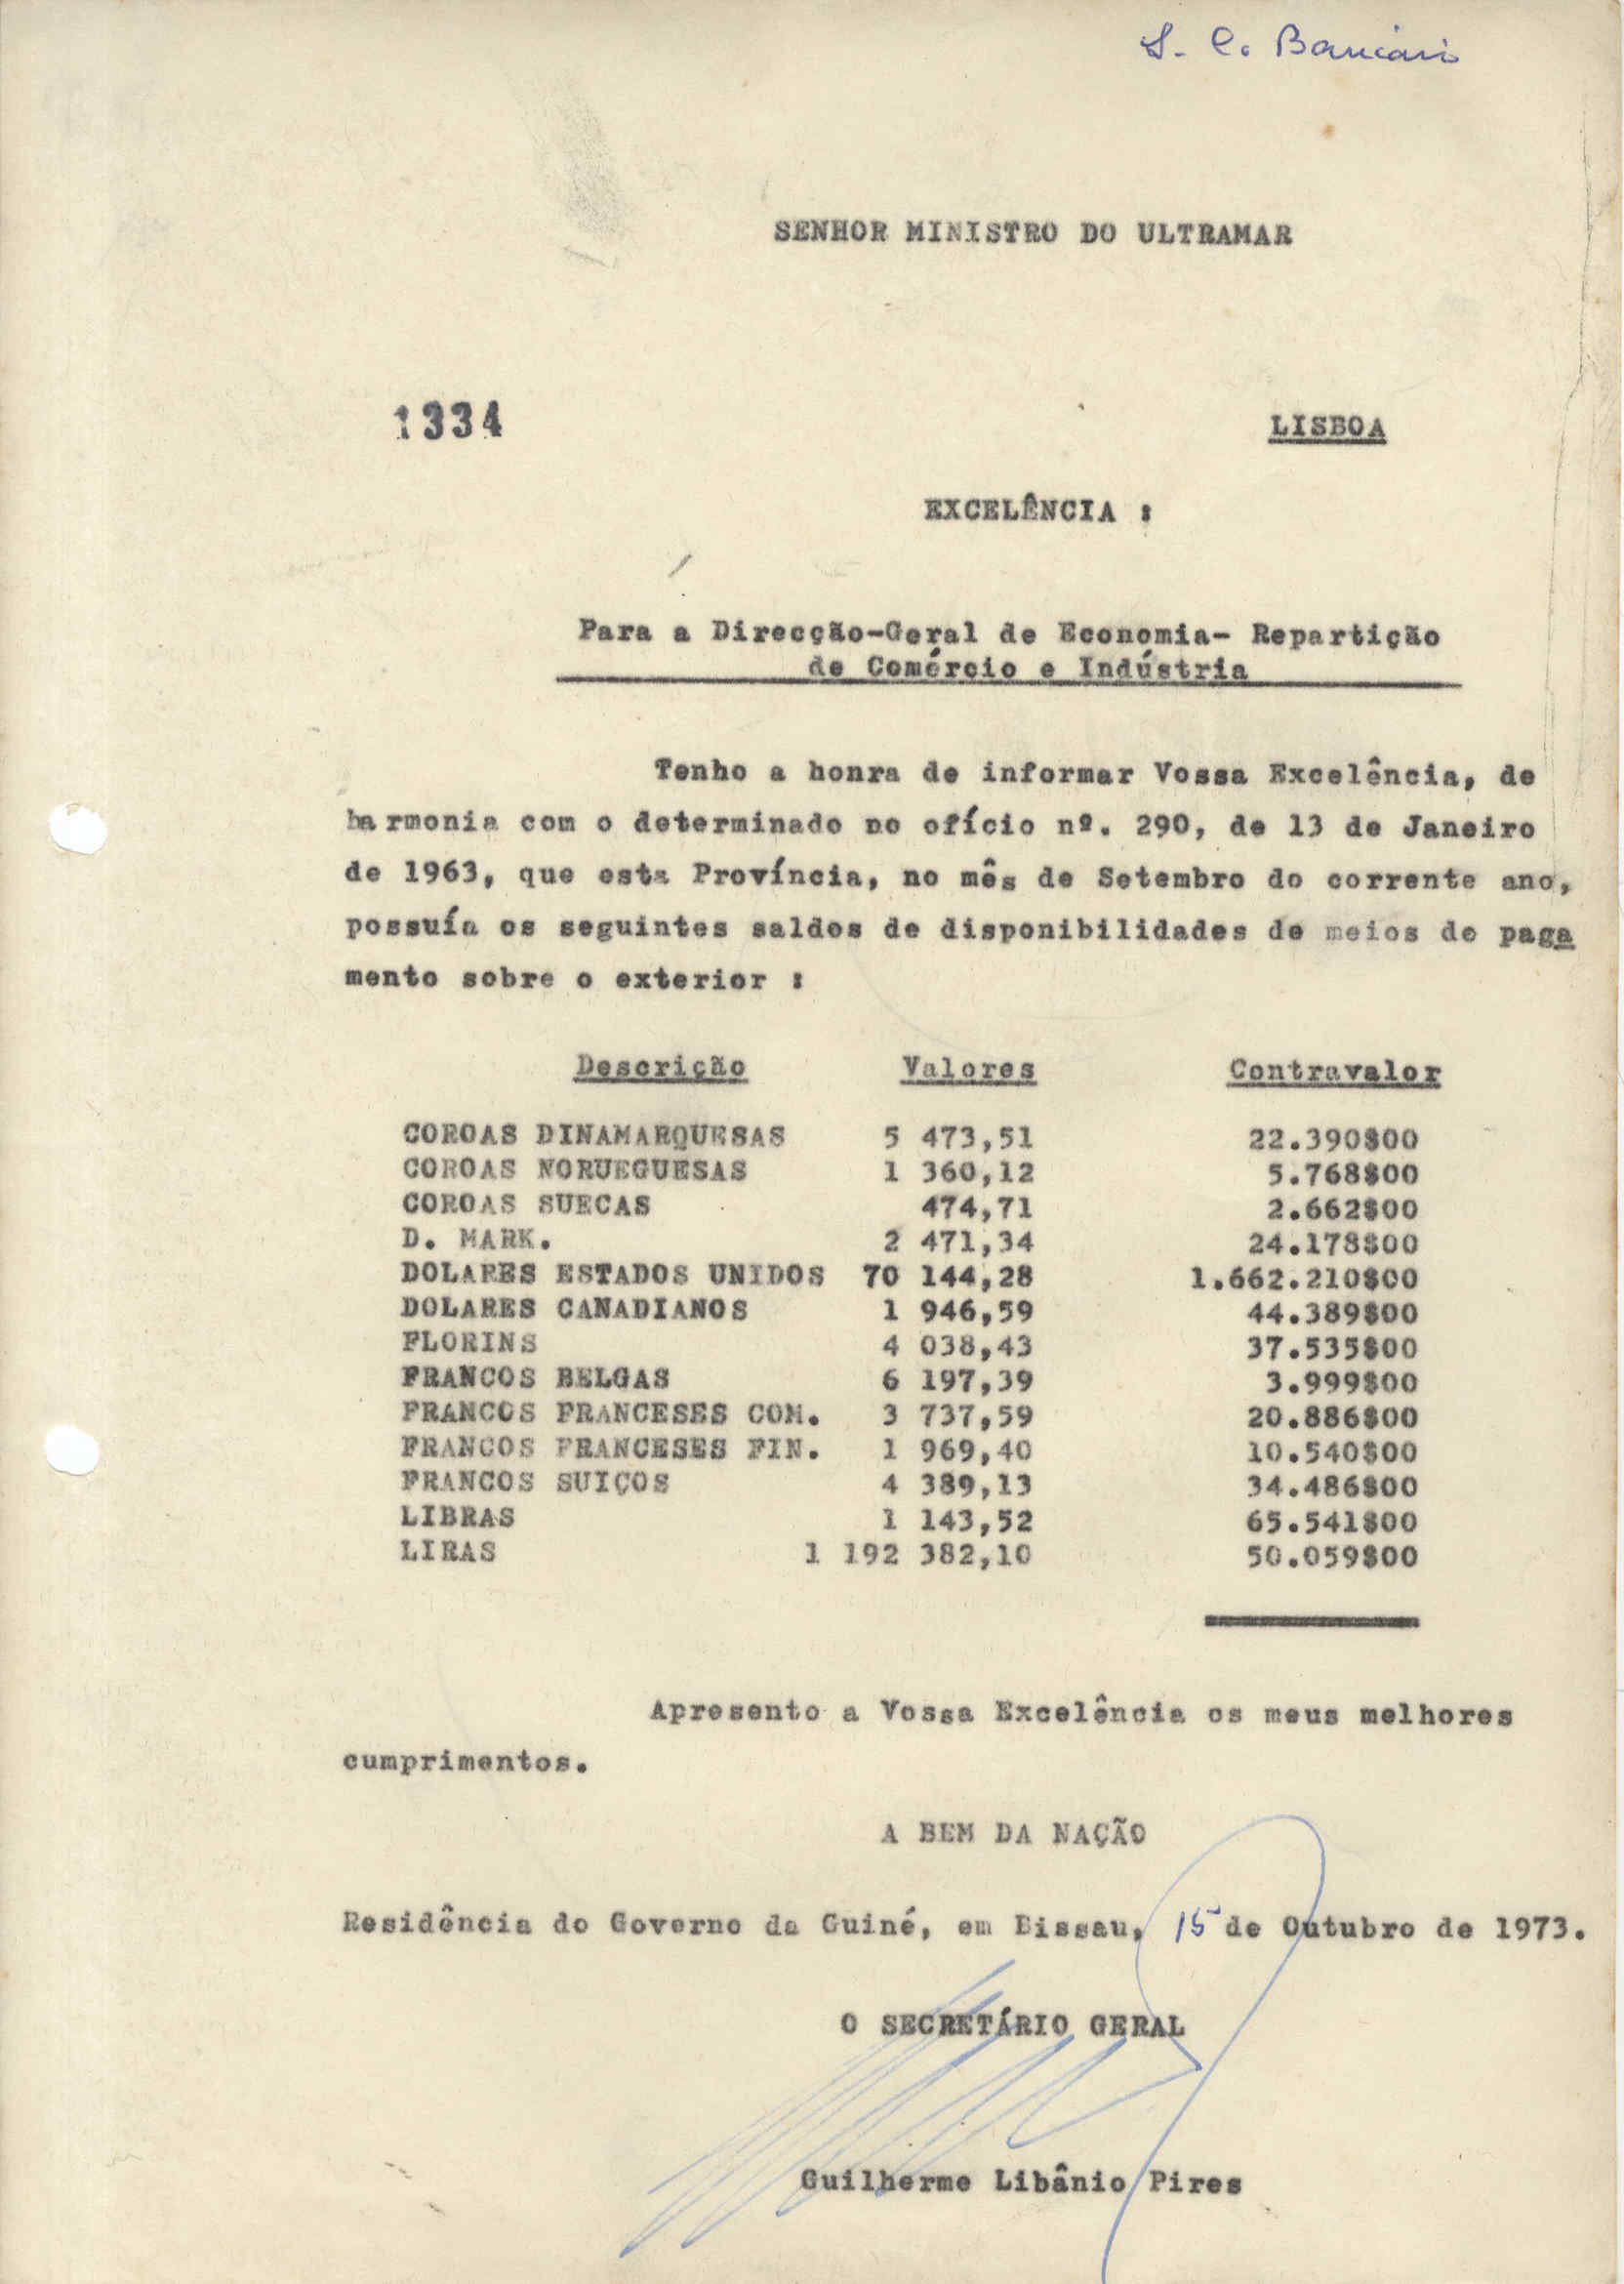 S. C. Bancário
SENHOR MINISTRO DO ULTRAMAR
1334
LISBOA
EXCELÊNCIA :
Para a Direcção-Geral de Economia- Repartição
de Comércio e Indústria
Tenho a honra de informar Vossa Excelência, de
harmonia com o determinado no ofício nº. 290, de 13 de Janeiro
de 1963, que esta Província, no mês de Setembro do corrente ano,
possuía os seguintes saldos de disponibilidades de meios de paga
mento sobre o exterior :
Descrição Valores Contravalor
COROAS DINAMARQUESAS 5 473,51 22.390$00
COROAS NORUEGUESAS 1 360,12 5.768$00
COROAS SUECAS 474,71 2.662$00
D. MARK. 2 471,34 24.178$00
DOLARES ESTADOS UNIDOS 70 144,28 1.662.210$00
DOLARES CANADIANOS 1 946,59 44.389$00
FLORINS 4 038,43 37.535$00
FRANCOS BELGAS 6 197,39 3.999$00
FRANCOS FRANCESES COM. 3 737,59 20.886$00
FRANCOS FRANCESES FIN. 1 969,40 10.540$00
FRANCOS SUIÇOS 4 389,13 34.486$00
LIBRAS 1 143,52 65.541$00
LIRAS 1 192 382,10 50.059$00
Apresento a Vossa Excelência os meus melhores
cumprimentos.
A BEM DA NAÇÃO
Residência do Governo da Guiné, em Bissau, 15 de Outubro de 1973.
O SECRETÁRIO GERAL
Guilherme Libânio Pires